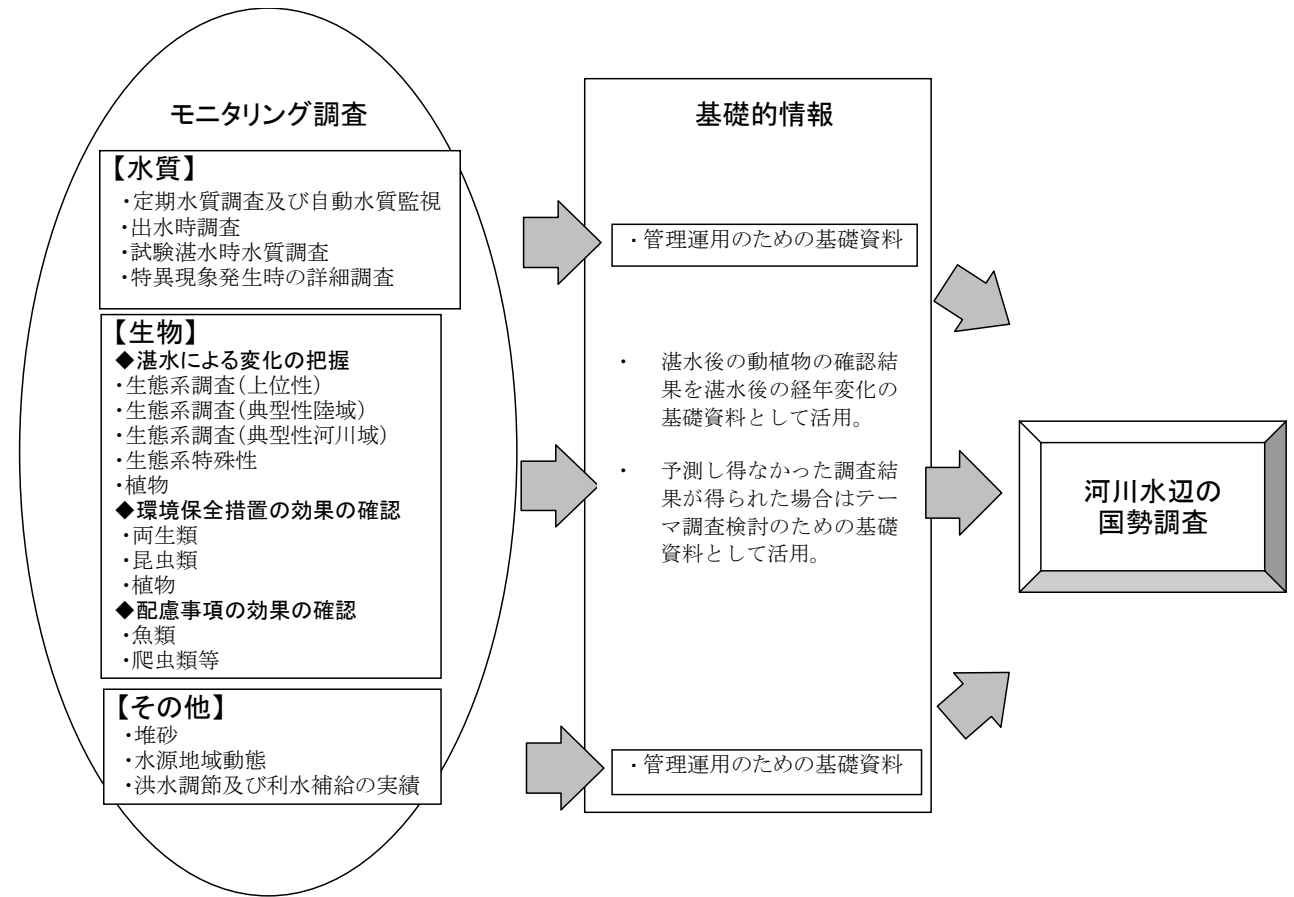 モニタリング調査
【水質】
・定期水質調査及び自動水質監視
・出水時調査
・試験湛水時水質調査
・特異現象発生時の詳細調査
【生物】
◆湛水による変化の把握
・生態系調査(上位性)
・生態系調査(典型性陸域)
・生態系調査(典型性河川域)
・生態系特殊性
・植物
◆環境保全措置の効果の確認
・両生類
・昆虫類
・植物
◆配慮事項の効果の確認
・魚類
・爬虫類等
【その他】
・堆砂
・水源地域動態
・洪水調節及び利水補給の実績
基礎的情報
・管理運用のための基礎資料
・ 湛水後の動植物の確認結
果を湛水後の経年変化の
基礎資料として活用。
・ 予測し得なかった調査結
果が得られた場合はテー
マ調査検討のための基礎
資料として活用。
・管理運用のための基礎資料
河川水辺の
国勢調査